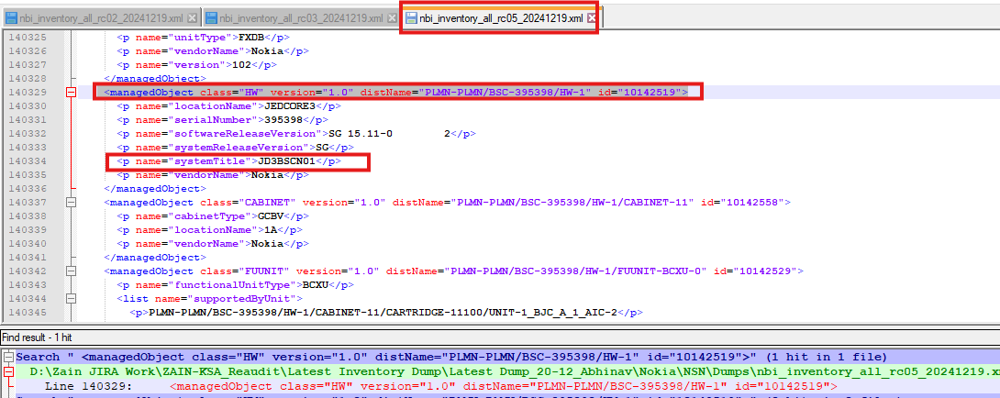 nbi_inventory_all_rc02_20241219.xml nbi_inventory_all_rc03_20241219.xml nbi_inventory_all_rc05_20241219.xml
140325 <p name="unitType">FXDB</p>
140326 <p name="vendorName">Nokia</p>
140327 <p name="version">102</p>
140328 </managedObject>
140329 <managedObject class="HW" version="1.0" distName="PLMN-PLMN/BSC-395398/HW-1" id="10142519">
140330 <p name="locationName">JEDCORE3</p>
140331 <p name="serialNumber">395398</p>
140332 <p name="softwareReleaseVersion">SG 15.11-0 2</p>
140333 <p name="systemReleaseVersion">SG</p>
140334 <p name="systemTitle">JD3BSCN01</p>
140335 <p name="vendorName">Nokia</p>
140336 </managedObject>
140337 <managedObject class="CABINET" version="1.0" distName="PLMN-PLMN/BSC-395398/HW-1/CABINET-11" id="10142558">
140338 <p name="cabinetType">GCBV</p>
140339 <p name="locationName">1A</p>
140340 <p name="vendorName">Nokia</p>
140341 </managedObject>
140342 <managedObject class="FUUNIT" version="1.0" distName="PLMN-PLMN/BSC-395398/HW-1/FUUNIT-BCXU-0" id="10142529">
140343 <p name="functionalUnitType">BCXU</p>
140344 <list name="supportedByUnit">
140345 <p>PLMN-PLMN/BSC-395398/HW-1/CABINET-11/CARTRIDGE-11100/UNIT-1_BJC_A_1_AIC-2</p>
Find result - 1 hit
Search " <managedObject class="HW" version="1.0" distName="PLMN-PLMN/BSC-395398/HW-1" id="10142519">" (1 hit in 1 file)
D:\Zain JIRA Work\ZAIN-KSA_Reaudit\Latest Inventory Dump\Latest Dump_20-12_Abhinav\Nokia\NSN\Dumps\nbi_inventory_all_rc05_20241219.x
Line 140329: <managedObject class="HW" version="1.0" distName="PLMN-PLMN/BSC-395398/HW-1" id="10142519">